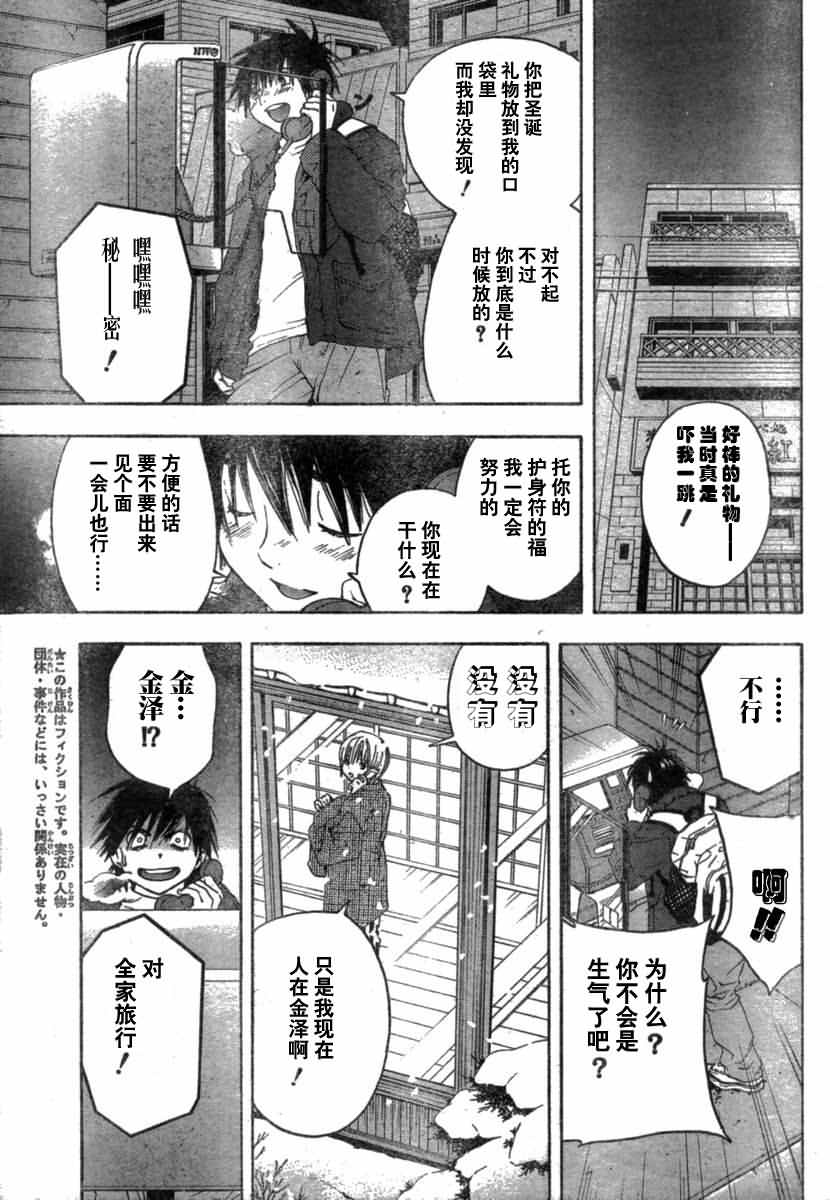 好棒的礼物——
当时真是
吓我一跳！
你把圣诞
礼物放到我的口
袋里
而我却没发现！
对不起
不过
你到底是什么
时候放的？
嘿嘿嘿
秘——密！
托你的
护身符的福
我一定会
努力的
你现在在
干什么？
方便的话
要不要出来
见个面
一会儿也行……
……
不行
啊!!
为什么？
你不会是
生气了吧？
没有
没有
只是我现在
人在金泽啊！
金…
金泽!?
对
全家旅行！
★この作品はフィクションです。実在の人物・
団体・事件などには、いっさい関係ありません。